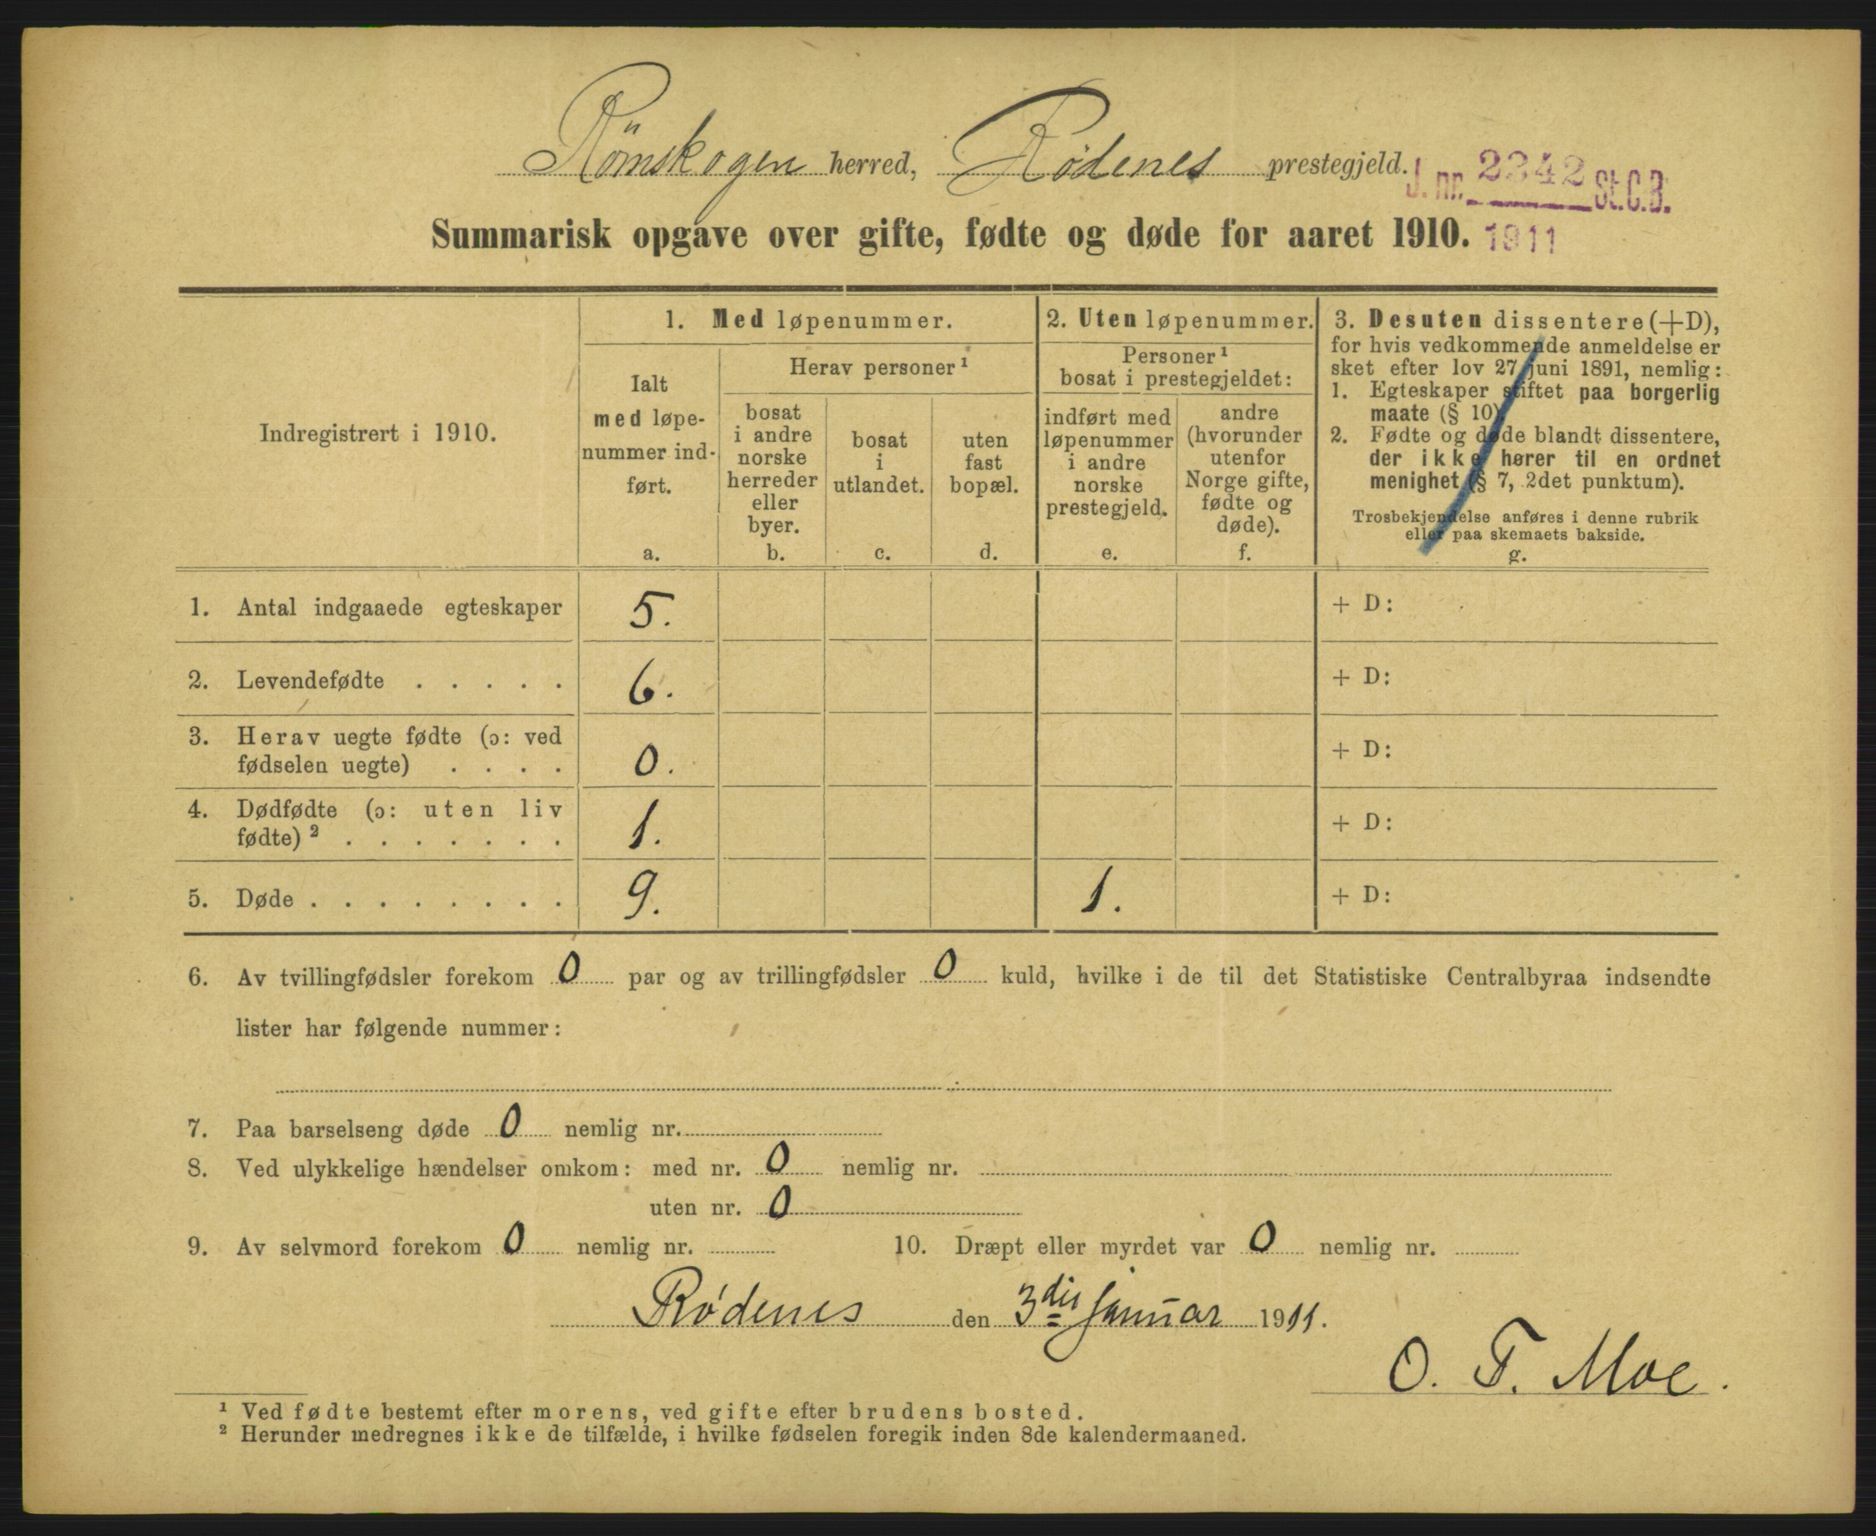 Römskogen herred, Rødenes prestegjeld. J. nr. 2342 St.C.B.
Summarisk opgave over gifte, fødte og døde for aaret 1910. 1911
Indregistrert i 1910.
1. Med løpenummer.
Ialt
med løpe-
nummer ind-
ført.
a.
Herav personer ¹
bosat
i andre
norske
herreder
eller
byer.
b.
bosat
i
utlandet.
c.
uten
fast
bopæl.
d.
2. Uten løpenummer.
Personer ¹
bosat i prestegjeldet:
indført med
løpenummer
i andre
norske
prestegjeld.
e.
andre
(hvorunder
utenfor
Norge gifte,
fødte og
døde).
f.
3. Desuten dissentere (+D),
for hvis vedkommende anmeldelse er
sket efter lov 27 juni 1891, nemlig:
1. Egteskaper stiftet paa borgerlig
maate (§ 10).
2. Fødte og døde blandt dissentere,
der ikke hører til en ordnet
menighet (§ 7, 2det punktum).
Trosbekjendelse anføres i denne rubrik
eller paa skemaets bakside.
g.
1. Antal indgaaede egteskaper 5. + D:
2. Levendefødte . . . . . 6. + D:
3. Herav uegte fødte (ɔ: ved
fødselen uegte) . . . . 0. + D:
4. Dødfødte (ɔ: uten liv
fødte) ² . . . . . . . 1. + D:
5. Døde . . . . . . . . 9. 1. + D:
6. Av tvillingfødsler forekom 0 par og av trillingfødsler 0 kuld, hvilke i de til det Statistiske Centralbyraa indsendte
lister har følgende nummer:
7. Paa barselseng døde 0 nemlig nr.
8. Ved ulykkelige hændelser omkom: med nr. 0 nemlig nr.
uten nr. 0
9. Av selvmord forekom 0 nemlig nr. 10. Dræpt eller myrdet var 0 nemlig nr.
Rødenes den 3die januar 1911.
O. T. Moe.
¹ Ved fødte bestemt efter morens, ved gifte efter brudens bosted.
² Herunder medregnes ikke de tilfælde, i hvilke fødselen foregik inden 8de kalendermaaned.